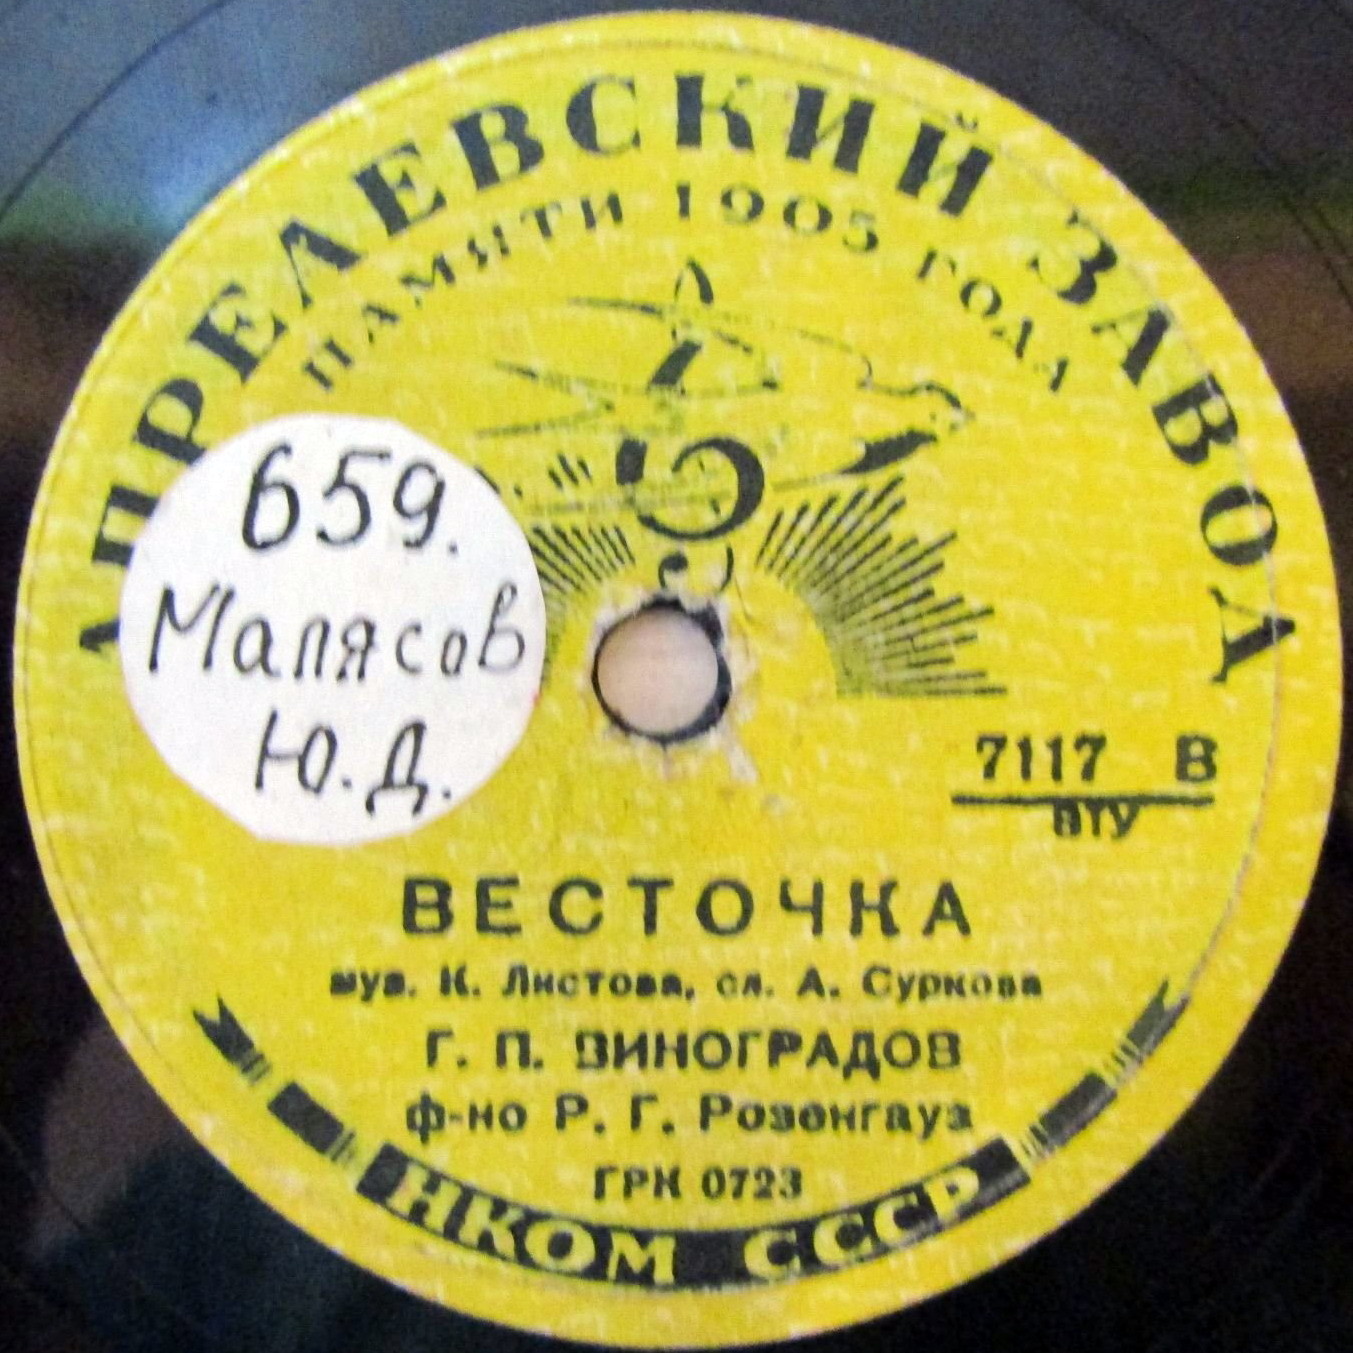 АПРЕЛЕВСКИЙ ЗАВОД
ПАМЯТИ 1905 ГОДА
659.
Малясов
Ю.Д.
7117 В
ВТУ
ВЕСТОЧКА
муз. К. Листова, сл. А. Суркова
Г. П. ВИНОГРАДОВ
ф-но Р. Г. Розенгауз
ГРК 0723
НКОМ СССР